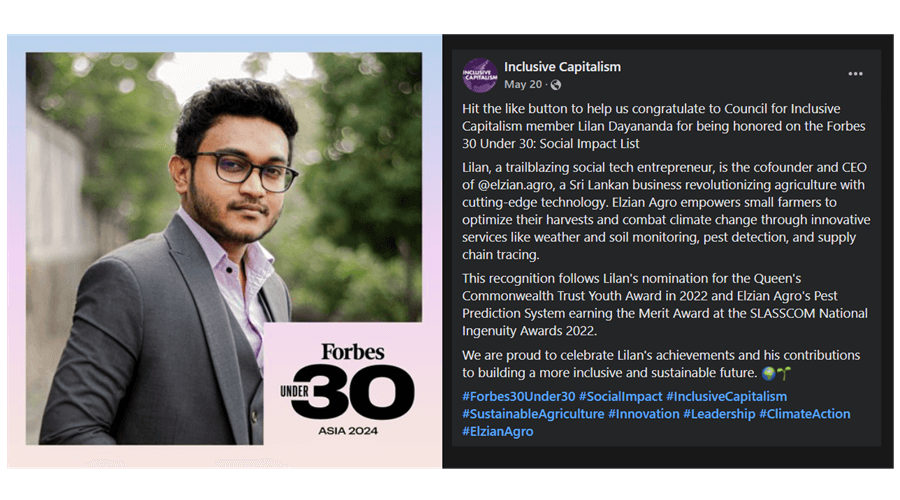 Forbes
UNDER 30
ASIA 2024
INCLUSIVE
CAPITALISM
Inclusive Capitalism
May 20 ·
Hit the like button to help us congratulate to Council for Inclusive
Capitalism member Lilan Dayananda for being honored on the Forbes
30 Under 30: Social Impact List
Lilan, a trailblazing social tech entrepreneur, is the cofounder and CEO
of @elzian.agro, a Sri Lankan business revolutionizing agriculture with
cutting-edge technology. Elzian Agro empowers small farmers to
optimize their harvests and combat climate change through innovative
services like weather and soil monitoring, pest detection, and supply
chain tracing.
This recognition follows Lilan's nomination for the Queen's
Commonwealth Trust Youth Award in 2022 and Elzian Agro's Pest
Prediction System earning the Merit Award at the SLASSCOM National
Ingenuity Awards 2022.
We are proud to celebrate Lilan's achievements and his contributions
to building a more inclusive and sustainable future. 🌍🌱
#Forbes30Under30 #SocialImpact #InclusiveCapitalism
#SustainableAgriculture #Innovation #Leadership #ClimateAction
#ElzianAgro